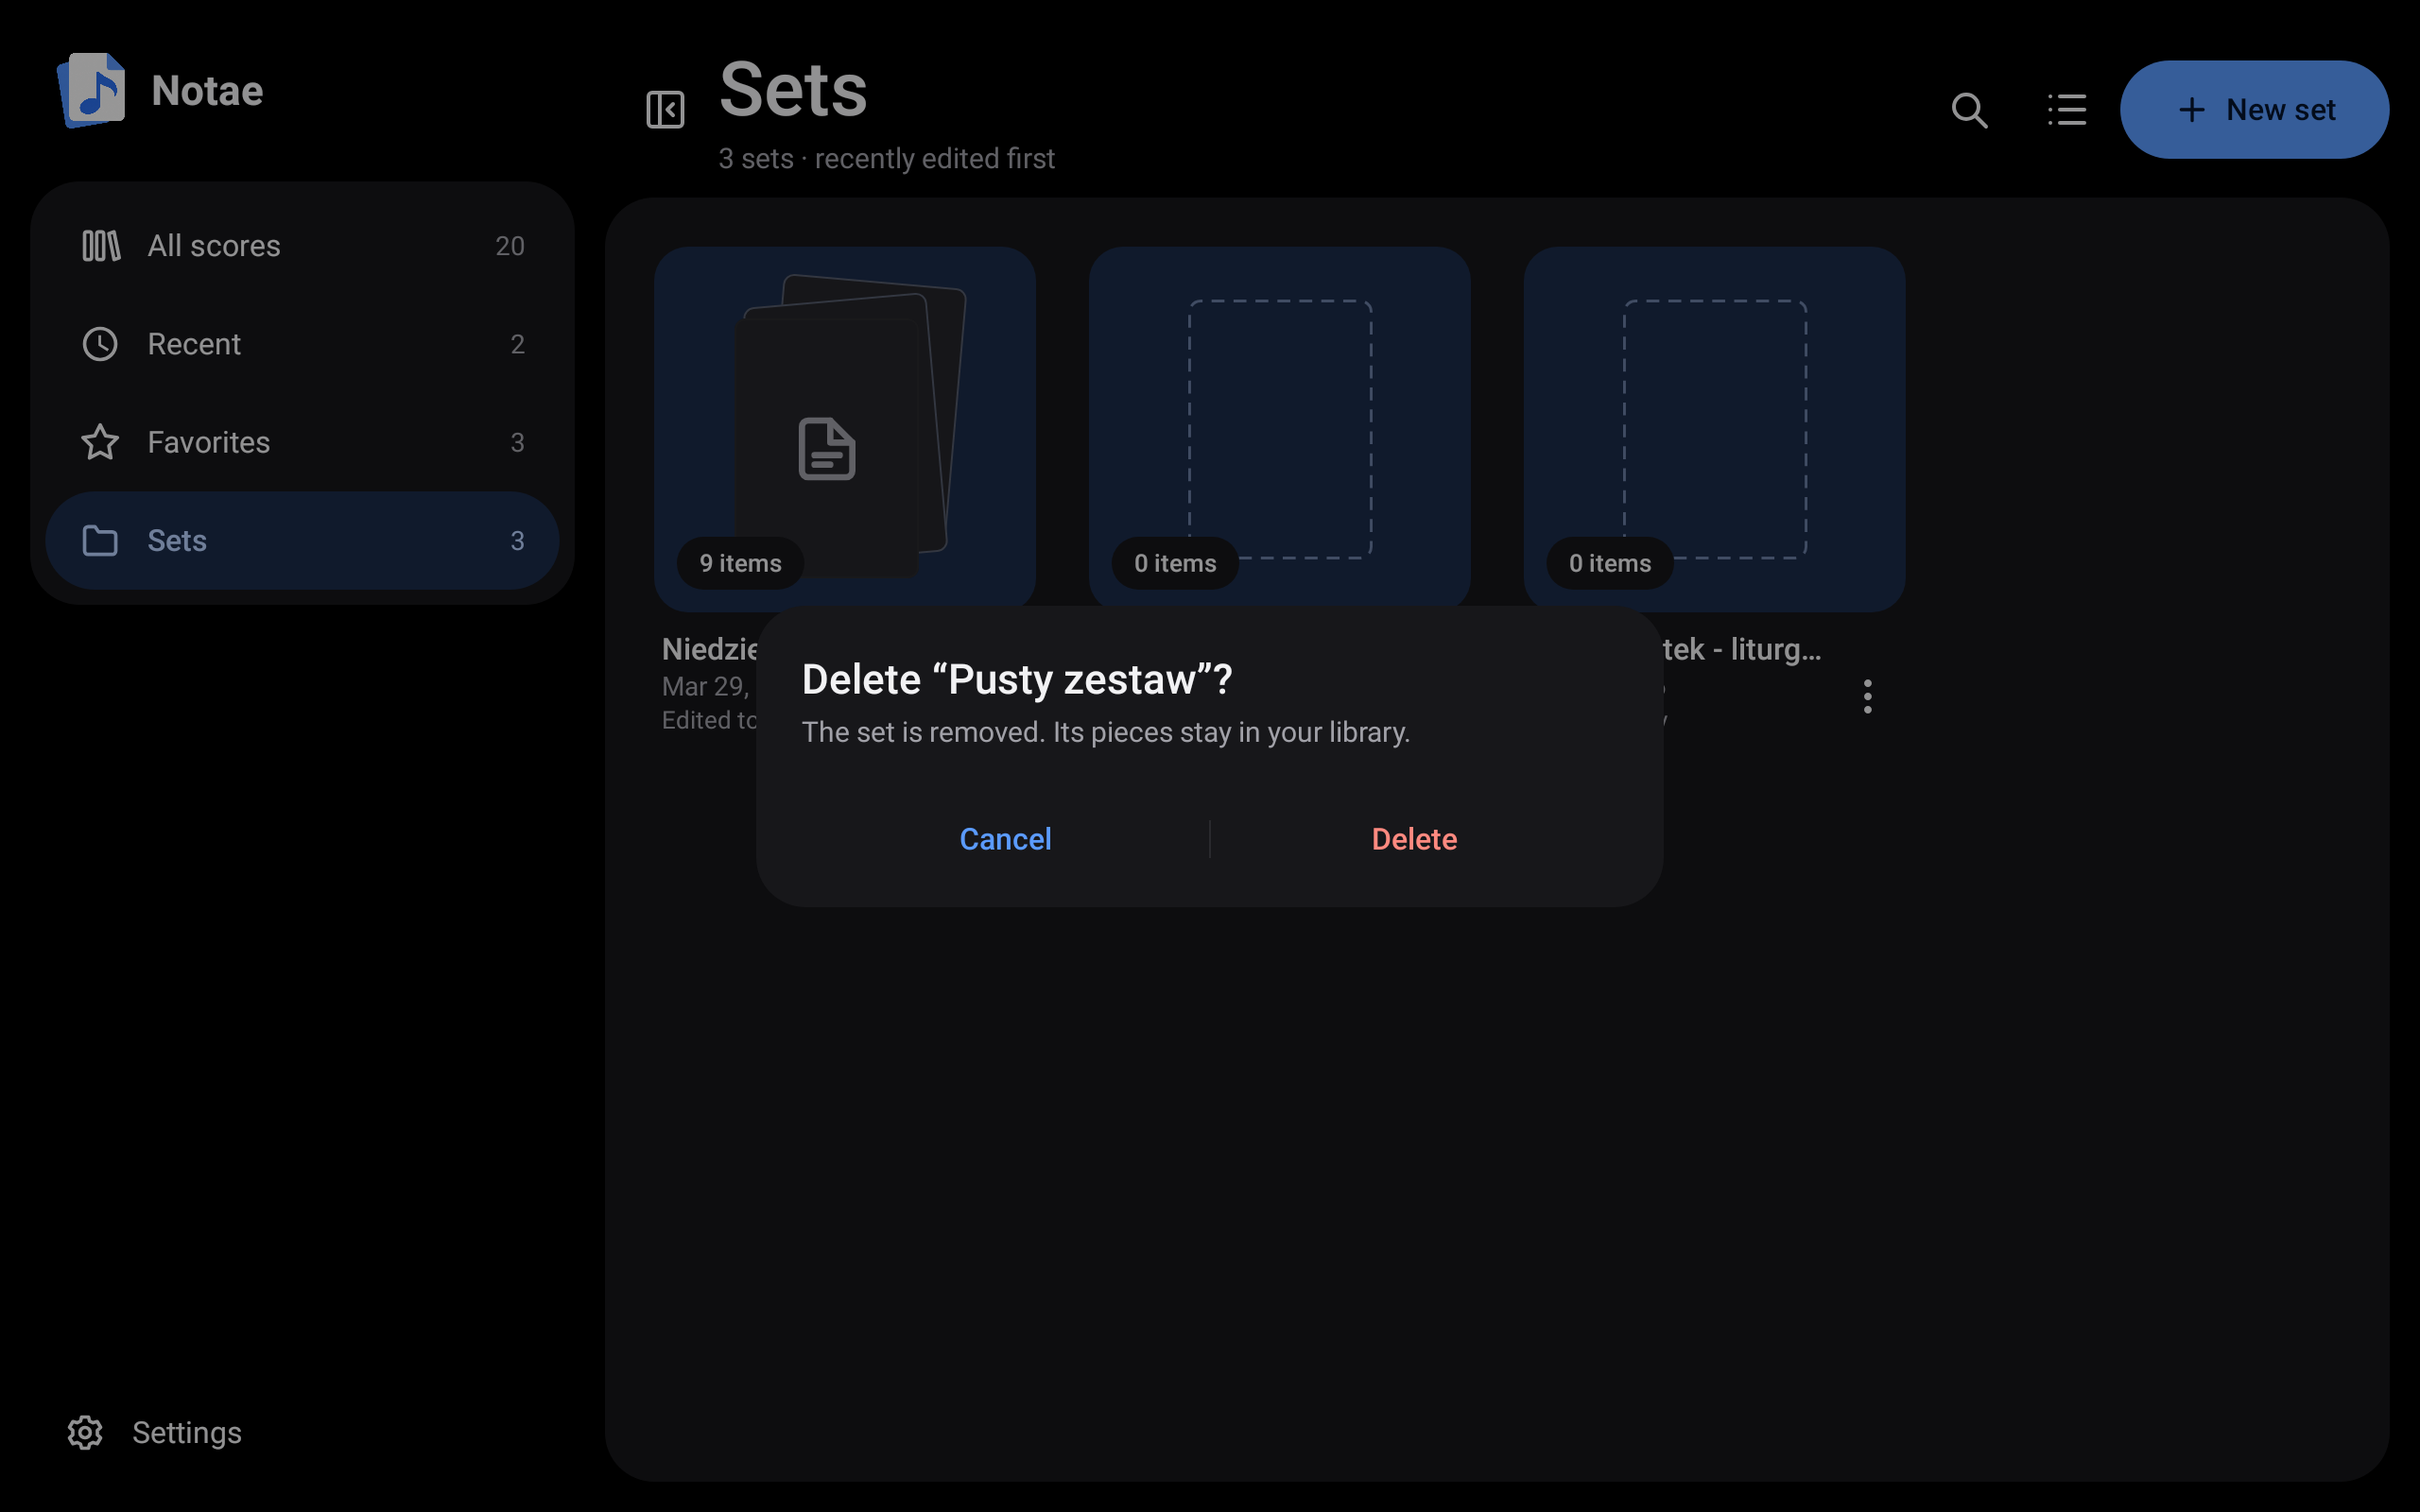 Notae
Sets
3 sets · recently edited first
New set
All scores 20
Recent 2
Favorites 3
Sets 3
9 items
0 items
0 items
tek - liturg...
Mar 29,
Edited
Delete “Pusty zestaw”?
The set is removed. Its pieces stay in your library.
Cancel
Delete
Settings